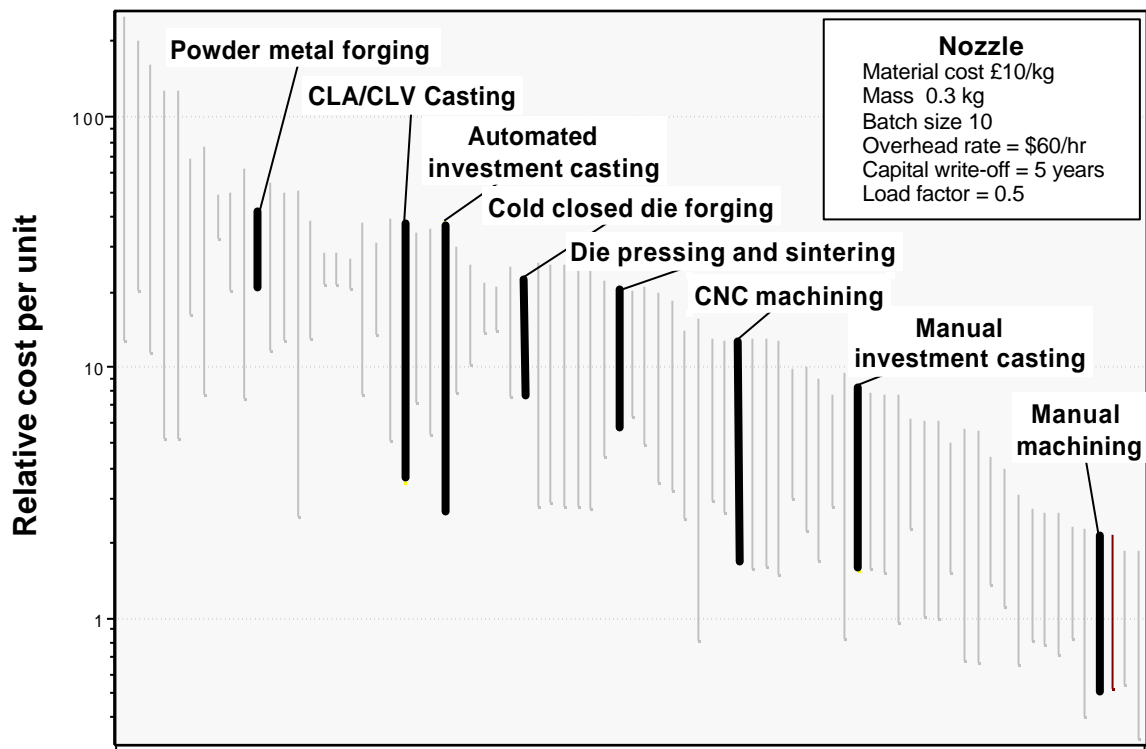 Nozzle
Material cost £10/kg
Mass 0.3 kg
Batch size 10
Overhead rate = $60/hr
Capital write-off = 5 years
Load factor = 0.5
Powder metal forging
CLA/CLV Casting
Automated
investment casting
Cold closed die forging
Die pressing and sintering
CNC machining
Manual
investment casting
Manual
machining
Relative cost per unit
100
10
1